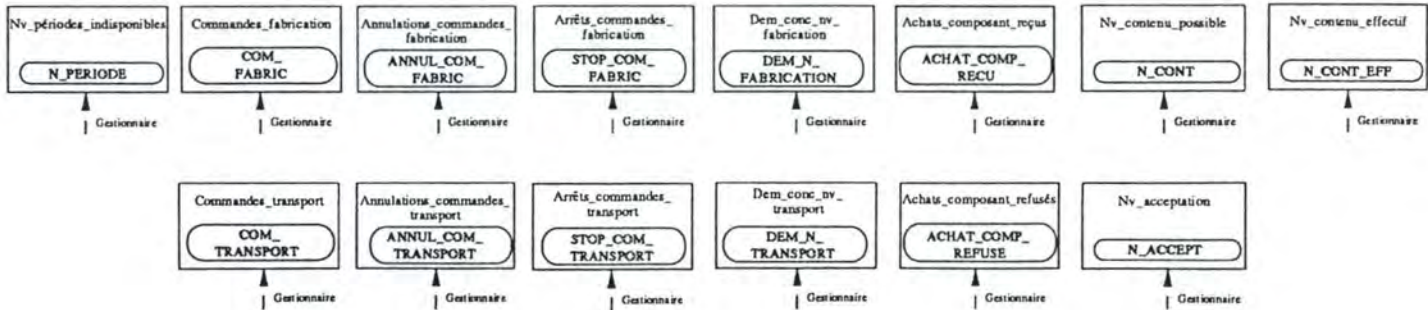 Nv_périodes_indisponibles
N_PERIODE
Gestionnaire
Commandes_fabrication
COM_
FABRIC
Gestionnaire
Annulations_commandes_
fabrication
ANNUL_COM_
FABRIC
Gestionnaire
Arrêts_commandes_
fabrication
STOP_COM_
FABRIC
Gestionnaire
Dem_conc_nv_
fabrication
DEM_N_
FABRICATION
Gestionnaire
Achats_composant_reçus
ACHAT_COMP_
RECU
Gestionnaire
Nv_contenu_possible
N_CONT
Gestionnaire
Nv_contenu_effectif
N_CONT_EFF
Gestionnaire
Commandes_transport
COM_
TRANSPORT
Gestionnaire
Annulations_commandes_
transport
ANNUL_COM_
TRANSPORT
Gestionnaire
Arrêts_commandes_
transport
STOP_COM_
TRANSPORT
Gestionnaire
Dem_conc_nv_
transport
DEM_N_
TRANSPORT
Gestionnaire
Achats_composant_refusés
ACHAT_COMP_
REFUSE
Gestionnaire
Nv_acceptation
N_ACCEPT
Gestionnaire